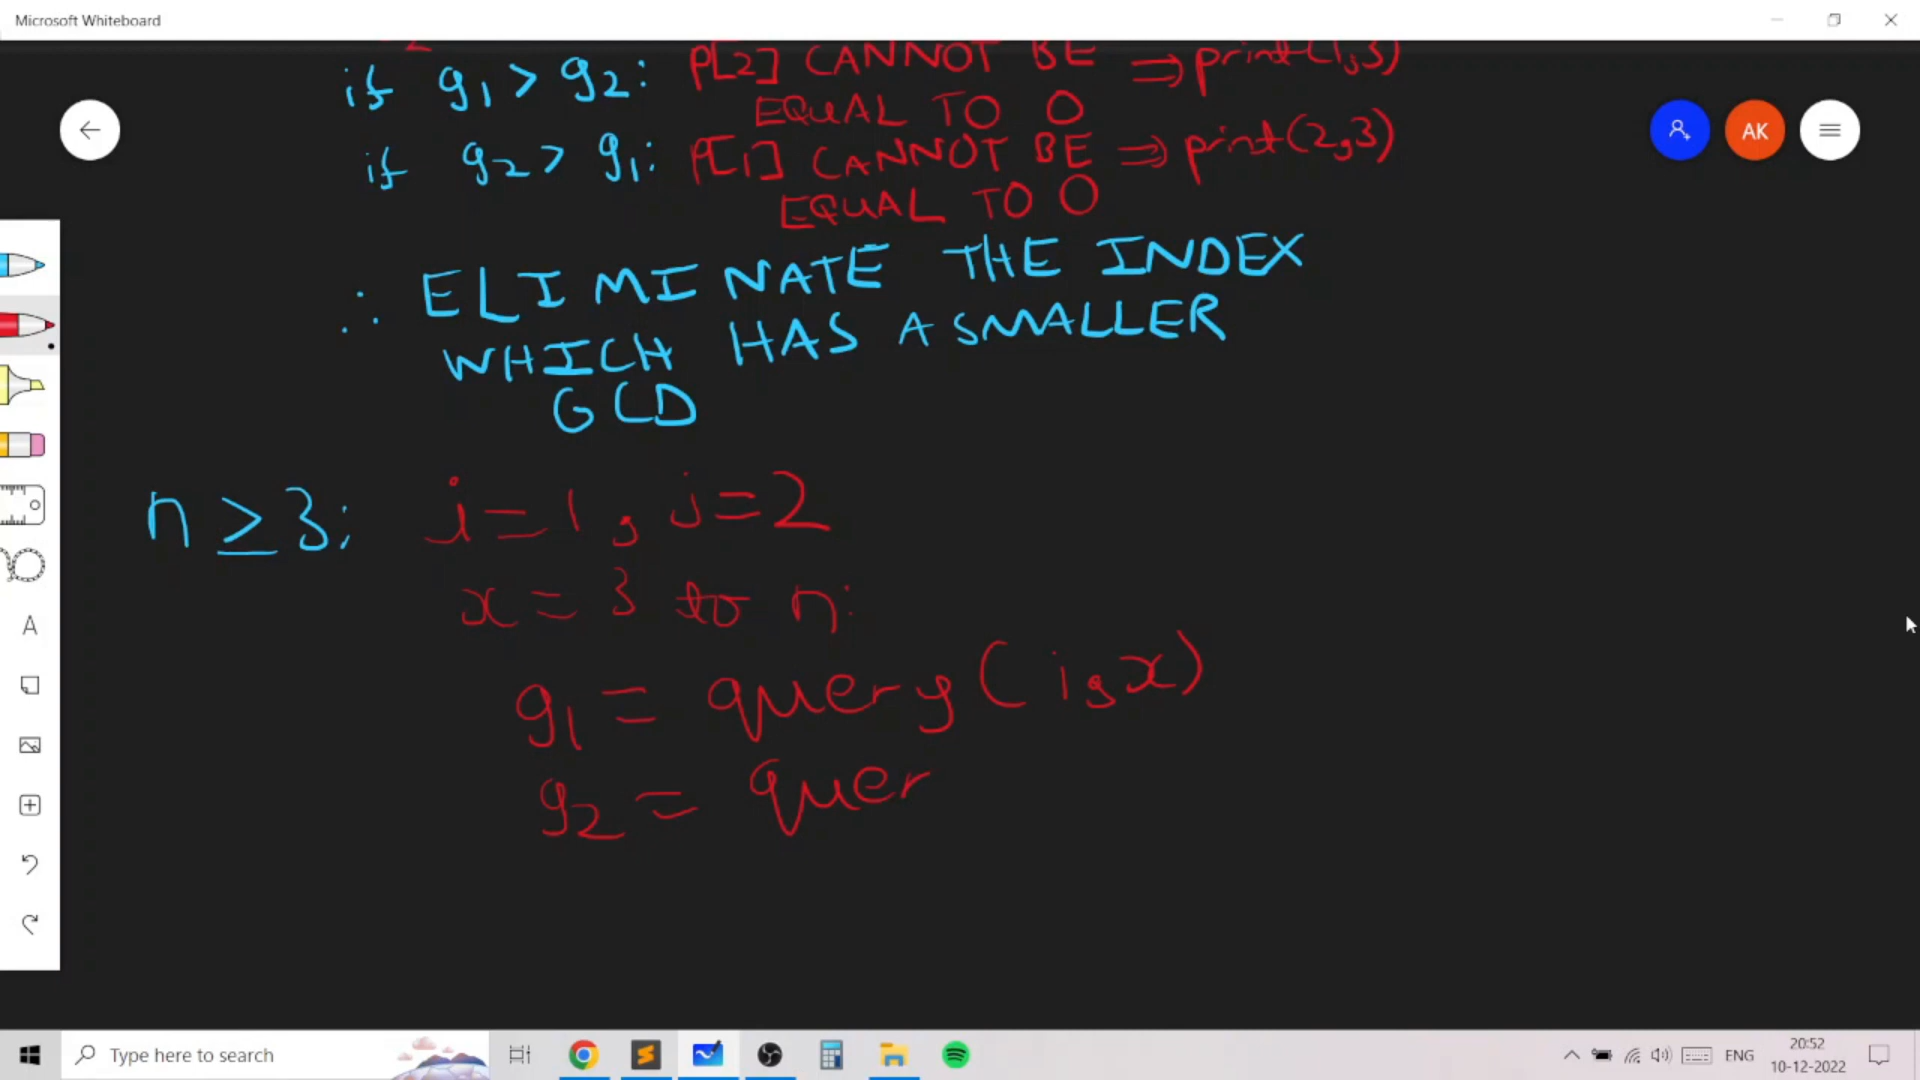 Microsoft Whiteboard
if g1 > g2: P[2] CANNOT BE ⇒ print(1,3)
EQUAL TO 0
if g2 > g1: P[1] CANNOT BE ⇒ print(2,3)
EQUAL TO 0
∴ ELIMINATE THE INDEX
WHICH HAS A SMALLER
GCD
n ≥ 3: i = 1, j = 2
x = 3 to n:
g1 = query(i, x)
g2 = quer
AK
A
Type here to search
ENG
20:52
10-12-2022